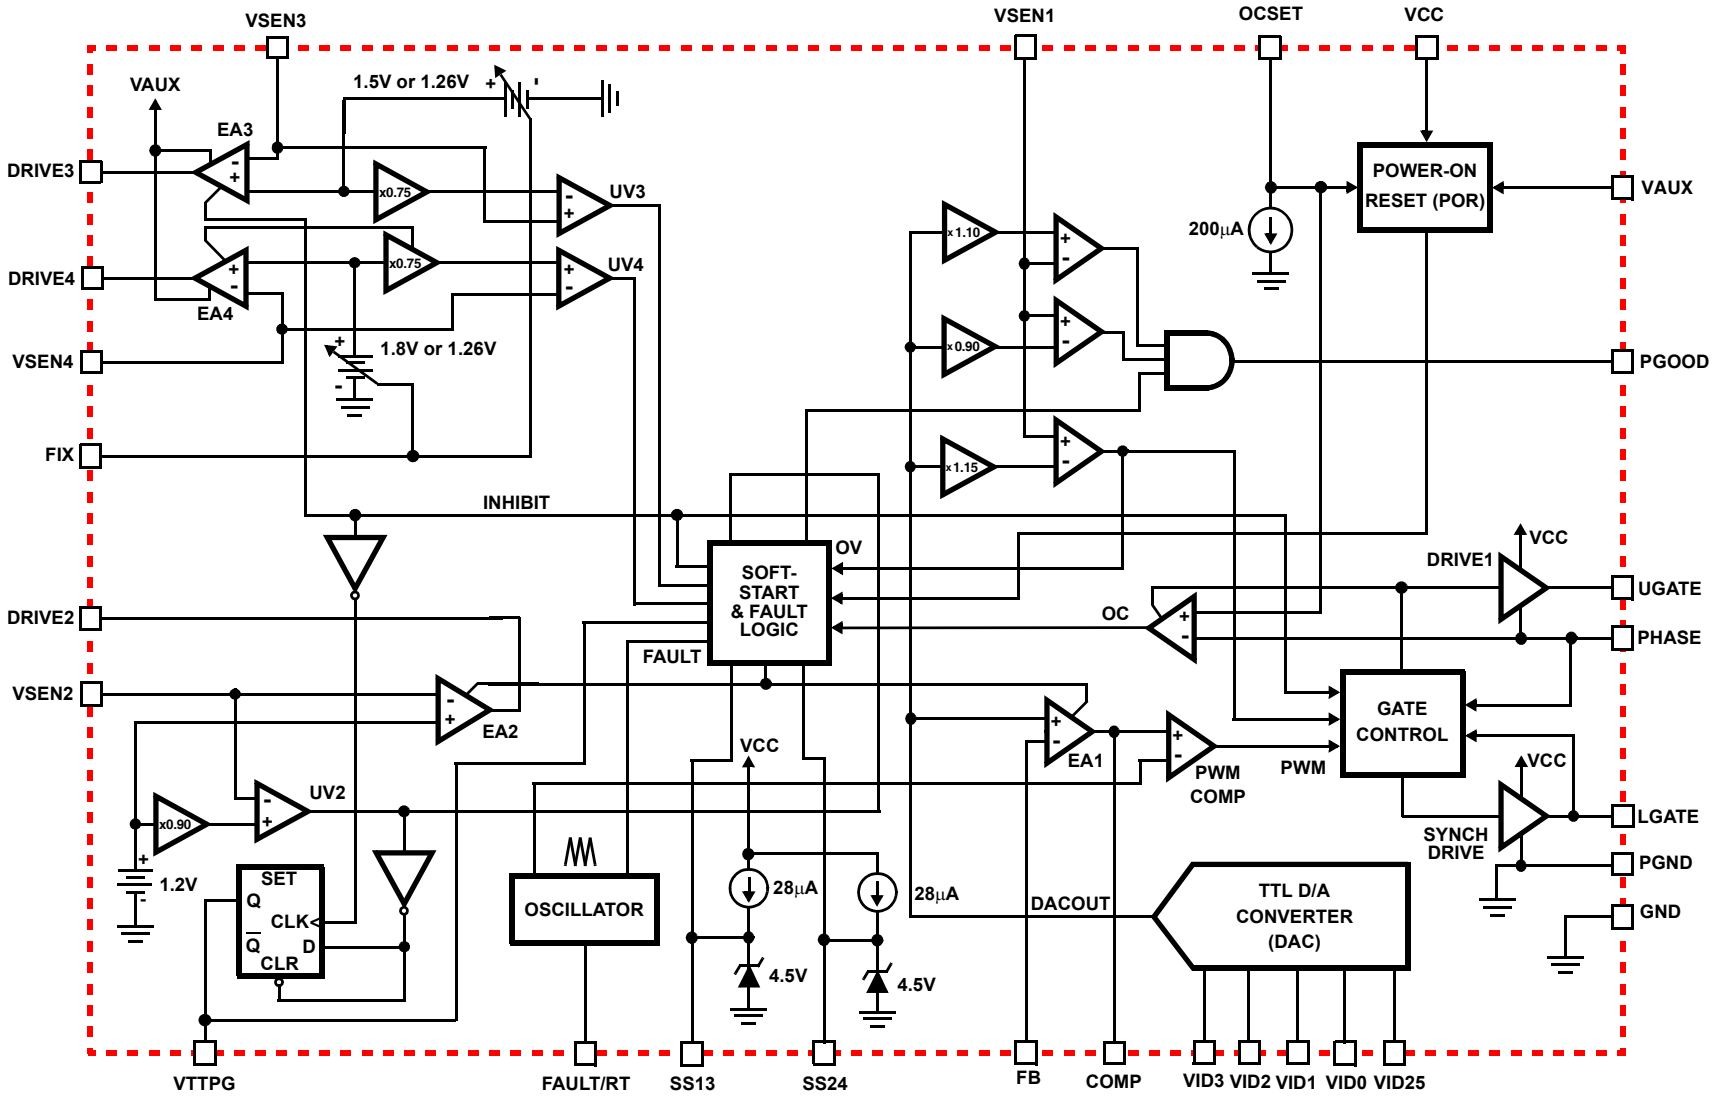 VSEN3
VSEN1
OCSET
VCC
VAUX
1.5V or 1.26V
+
-
EA3
-
+
DRIVE3
x0.75
UV3
-
+
POWER-ON
RESET (POR)
VAUX
200µA
x 1.10
+
-
DRIVE4
+
-
EA4
x0.75
UV4
+
-
VSEN4
+
-
1.8V or 1.26V
x0.90
+
-
PGOOD
FIX
x 1.15
+
-
INHIBIT
OV
SOFT-
START
& FAULT
LOGIC
DRIVE1
VCC
UGATE
OC
+
-
PHASE
DRIVE2
FAULT
VSEN2
-
+
EA2
+
-
EA1
+
-
PWM
COMP
PWM
GATE
CONTROL
VCC
UV2
-
+
x0.90
VCC
SYNCH
DRIVE
LGATE
+
-
1.2V
SET
Q
CLK
Q
D
CLR
OSCILLATOR
28µA
28µA
4.5V
4.5V
DACOUT
TTL D/A
CONVERTER
(DAC)
PGND
GND
VTTPG
FAULT/RT
SS13
SS24
FB
COMP
VID3
VID2
VID1
VID0
VID25